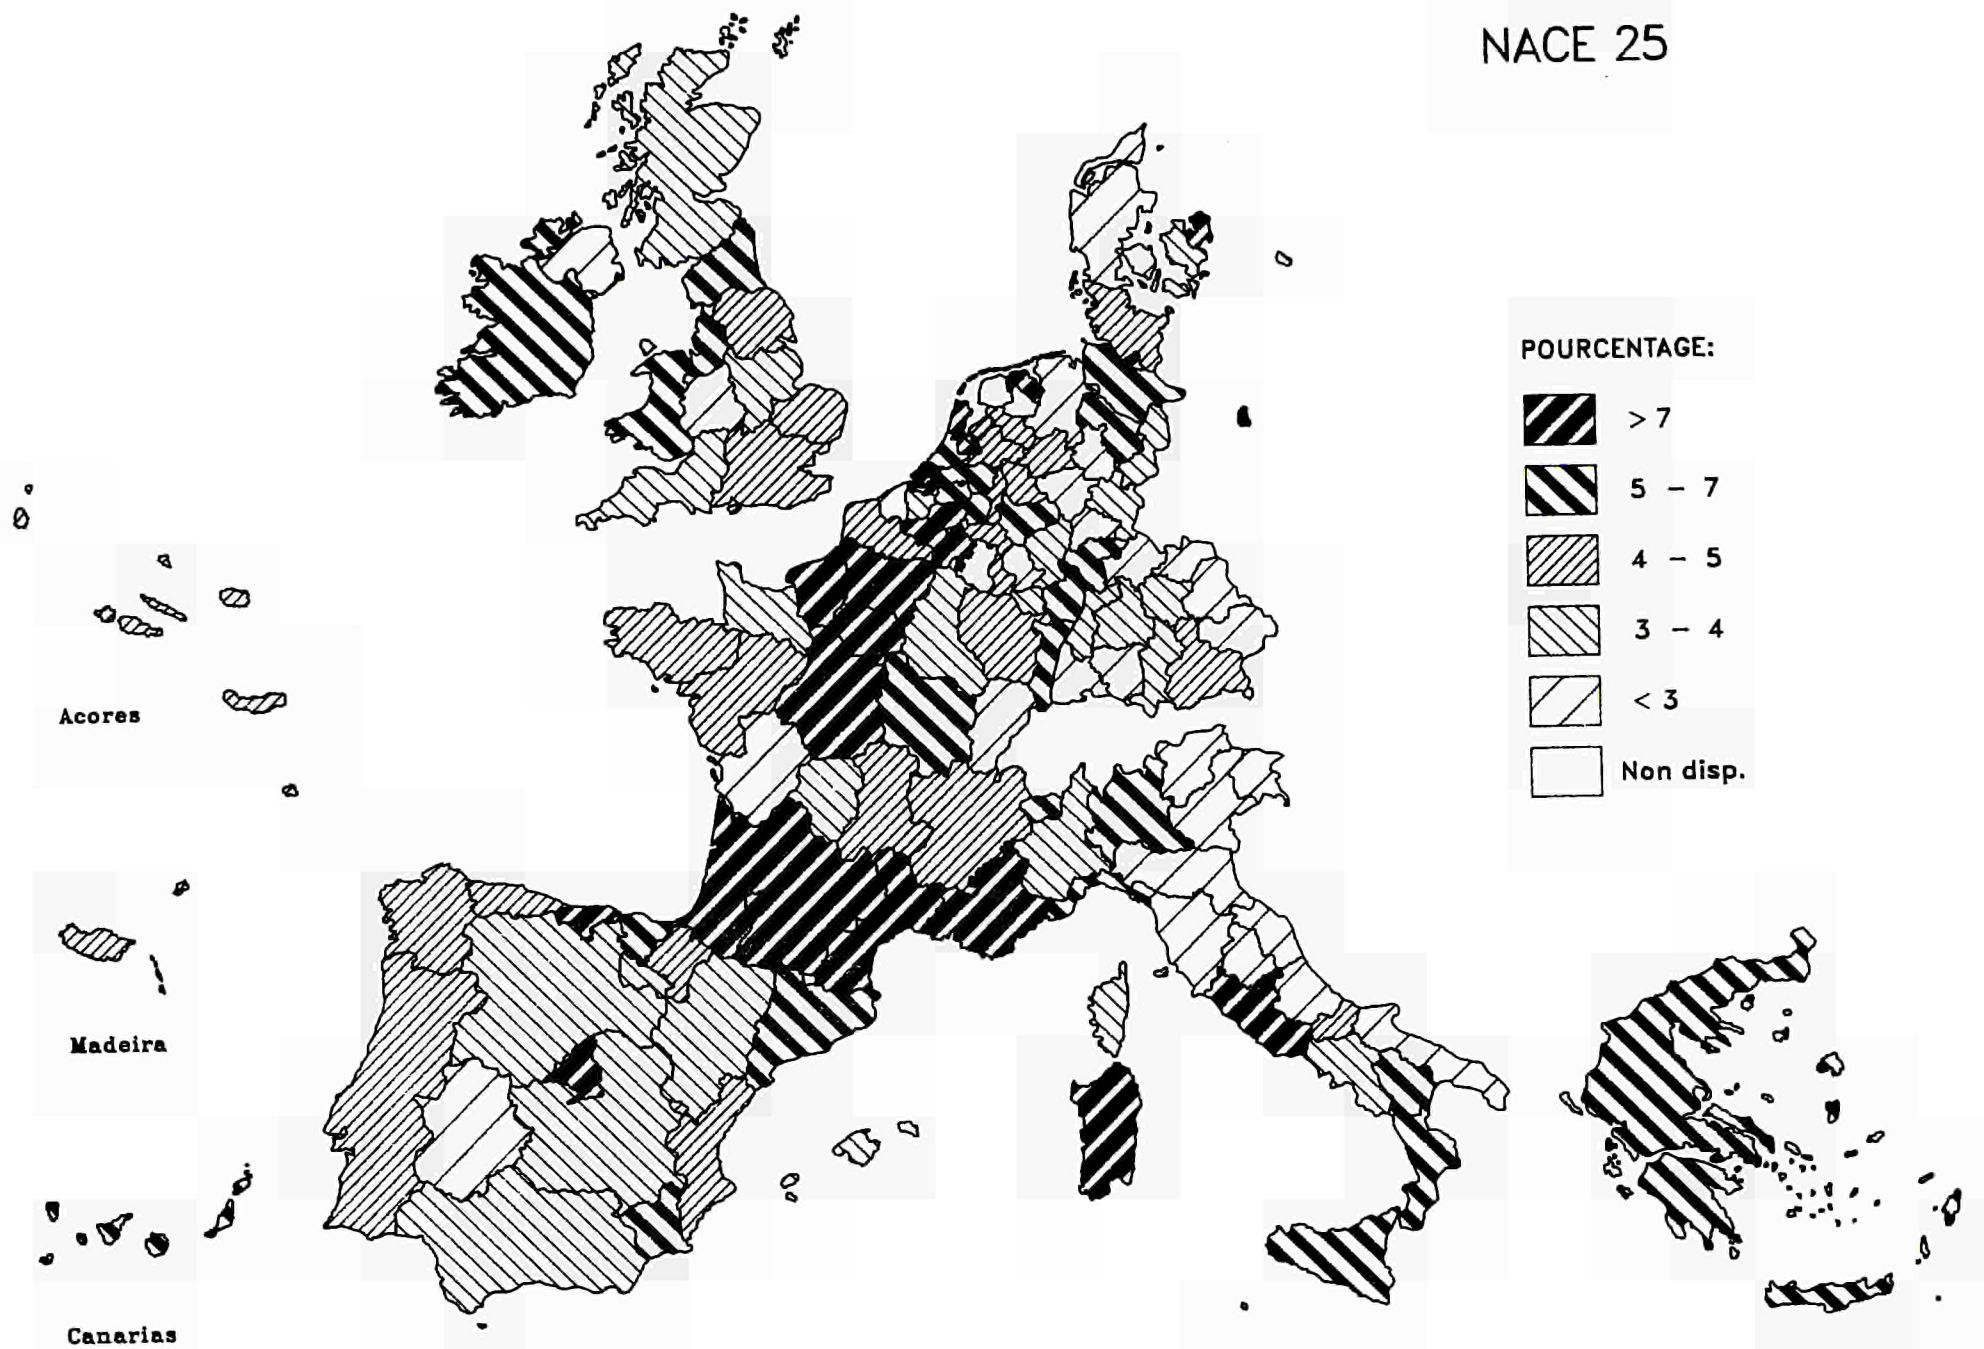 NACE 25
POURCENTAGE:
> 7
5 - 7
4 - 5
3 - 4
< 3
Non disp.
Acores
Madeira
Canarias